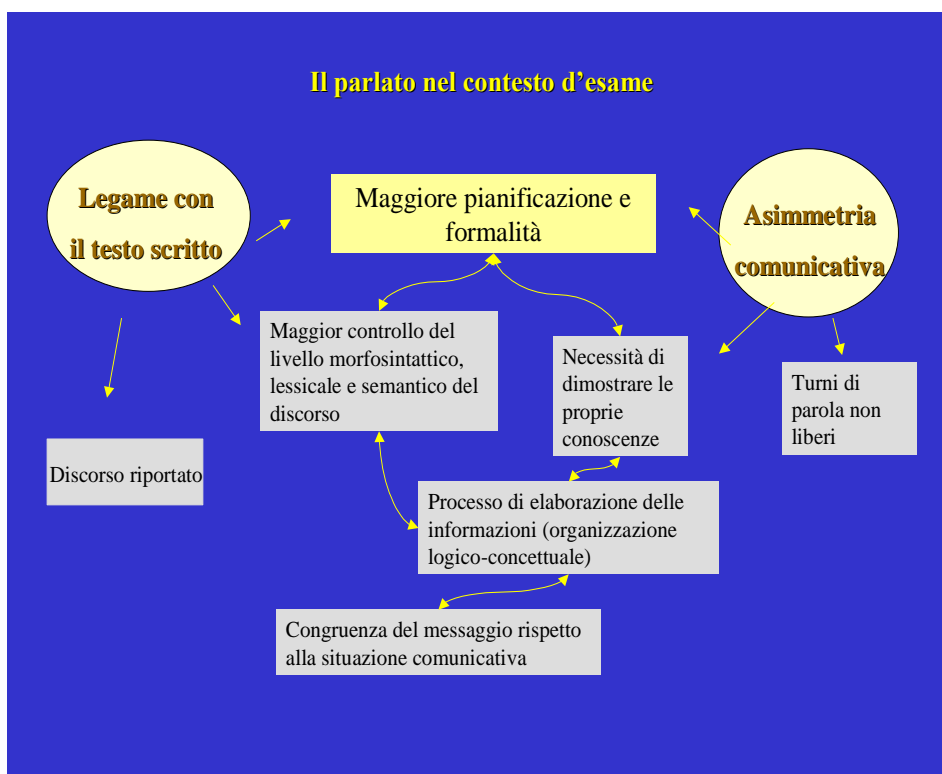 Il parlato nel contesto d'esame
Legame con
il testo scritto
Maggiore pianificazione e
formalità
Asimmetria
comunicativa
Maggior controllo del
livello morfosintattico,
lessicale e semantico del
discorso
Necessità di
dimostrare le
proprie
conoscenze
Turni di
parola non
liberi
Discorso riportato
Processo di elaborazione delle
informazioni (organizzazione
logico-concettuale)
Congruenza del messaggio rispetto
alla situazione comunicativa